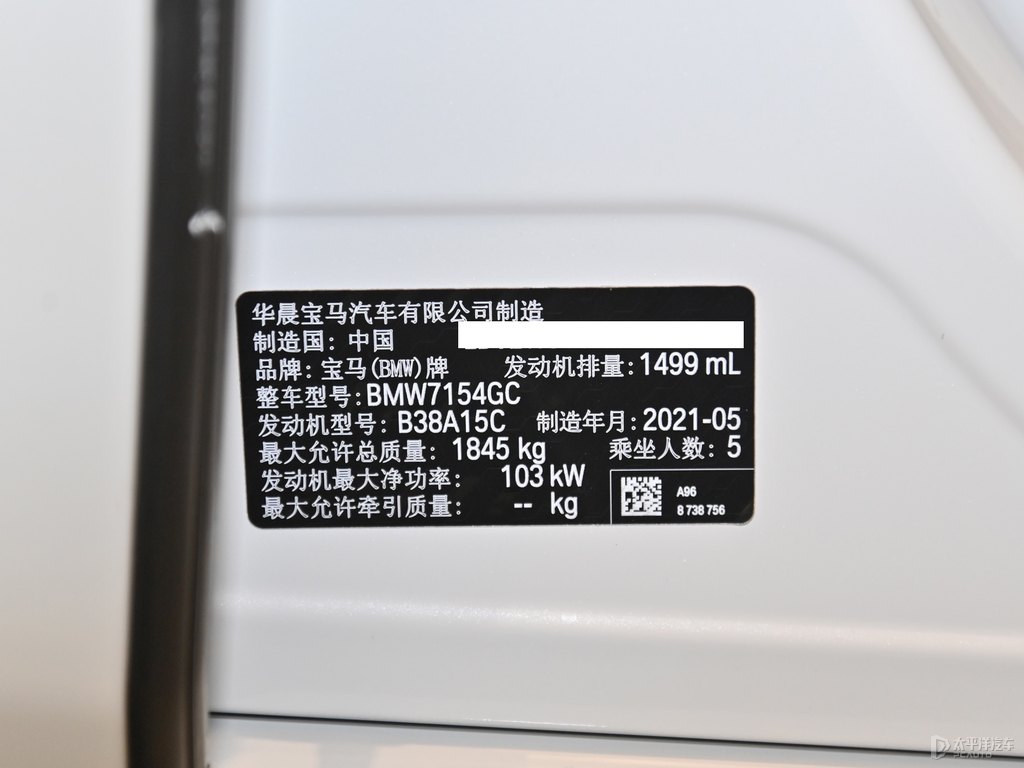 华晨宝马汽车有限公司制造
制造国：中国
品牌：宝马(BMW)牌 发动机排量：1499 mL
整车型号：BMW7154GC
发动机型号：B38A15C 制造年月：2021-05
最大允许总质量：1845 kg 乘坐人数：5
发动机最大净功率：103 kW
最大允许牵引质量：-- kg
A96
8 738 756
太平洋汽车
PCAUTO